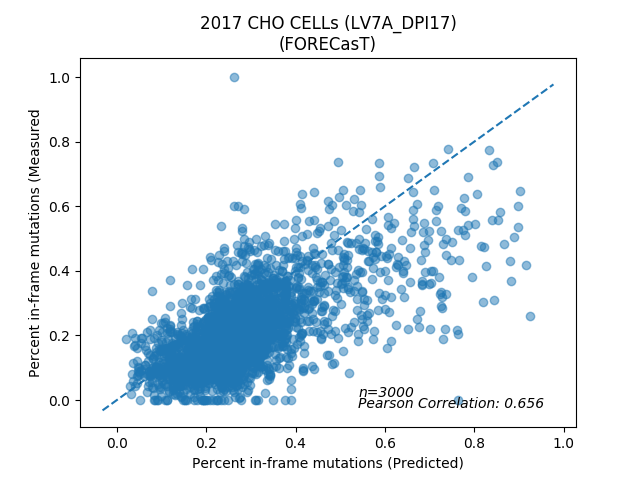 2017 CHO CELLs (LV7A_DPI17)
(FORECasT)
Percent in-frame mutations (Measured
1.0
0.8
0.6
0.4
0.2
0.0
n=3000
Pearson Correlation: 0.656
0.0 0.2 0.4 0.6 0.8 1.0
Percent in-frame mutations (Predicted)